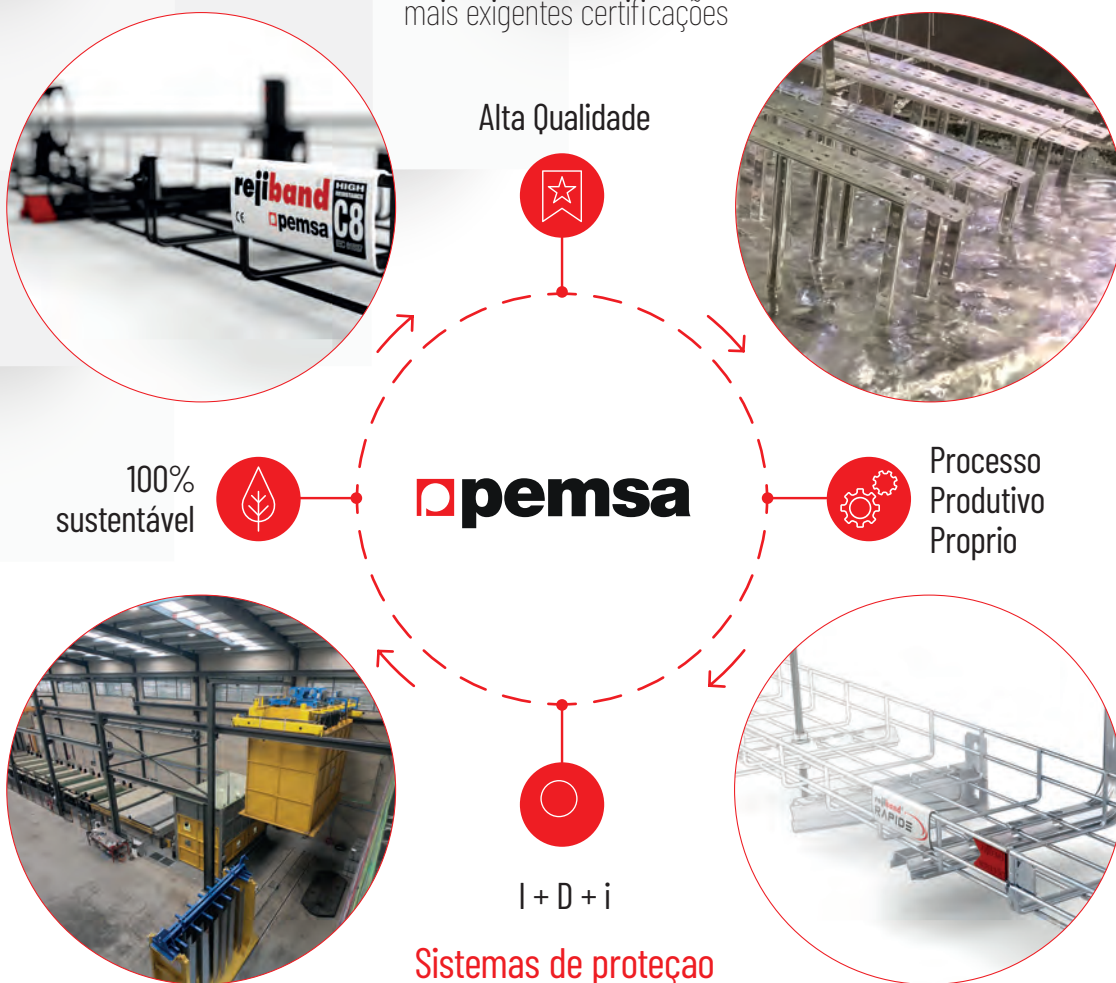 mais exigentes certificações
Alta Qualidade
rejiband
pemsa
HIGH
C8
CE
100%
sustentável
pemsa
Processo
Produtivo
Proprio
rejiband
RAPIDE
I + D + i
Sistemas de proteçao